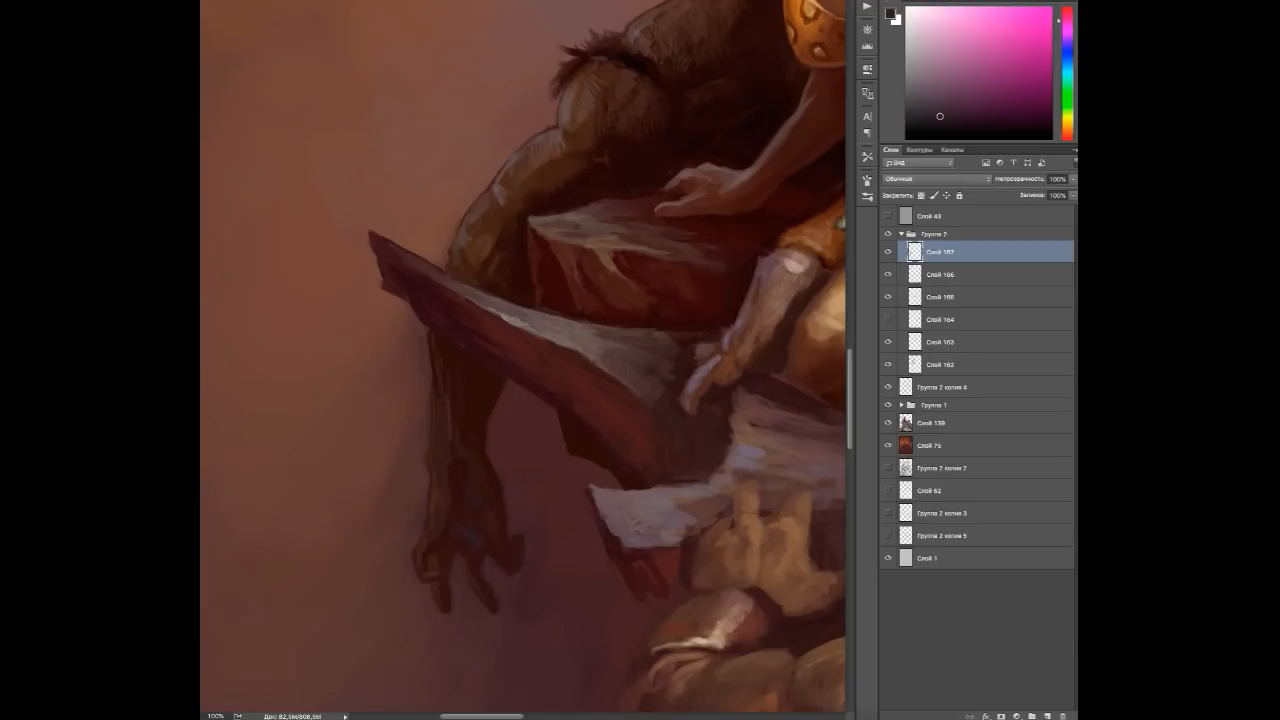 Слои Контуры Каналы
Вид
Обычные Непрозрачность: 100%
Закрепить: Заливка: 100%
Слой 43
Группа 2
Слой 167
Слой 166
Слой 165
Слой 164
Слой 163
Слой 162
Группа 2 копия 4
Группа 1
Слой 139
Слой 75
Группа 2 копия 2
Слой 62
Группа 2 копия 3
Группа 2 копия 5
Слой 1
100% Док: 82,5M/808,5M